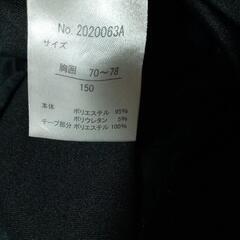 No. 2020063A
サイズ
胸囲 70～78
150
本体 ポリエステル 95%
ポリウレタン 5%
テープ部分 ポリエステル 100%